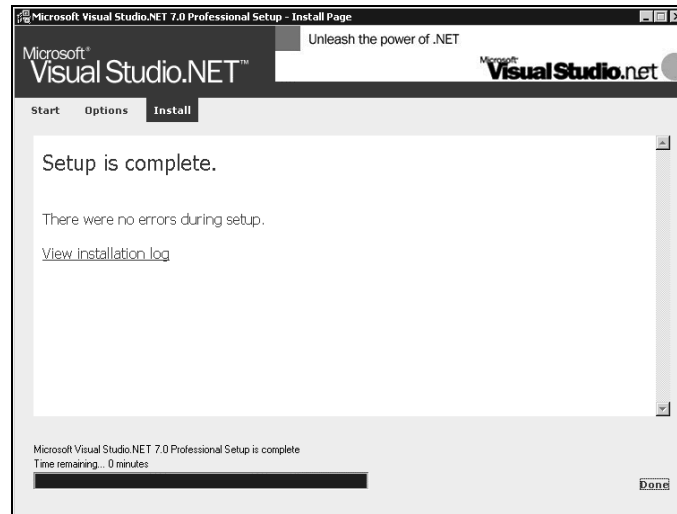 Microsoft Visual Studio.NET 7.0 Professional Setup - Install Page
Unleash the power of .NET
Microsoft®
Visual Studio.NET™
Microsoft
Visual Studio.net
Start Options Install
Setup is complete.
There were no errors during setup.
View installation log
Microsoft Visual Studio.NET 7.0 Professional Setup is complete
Time remaining... 0 minutes
Done